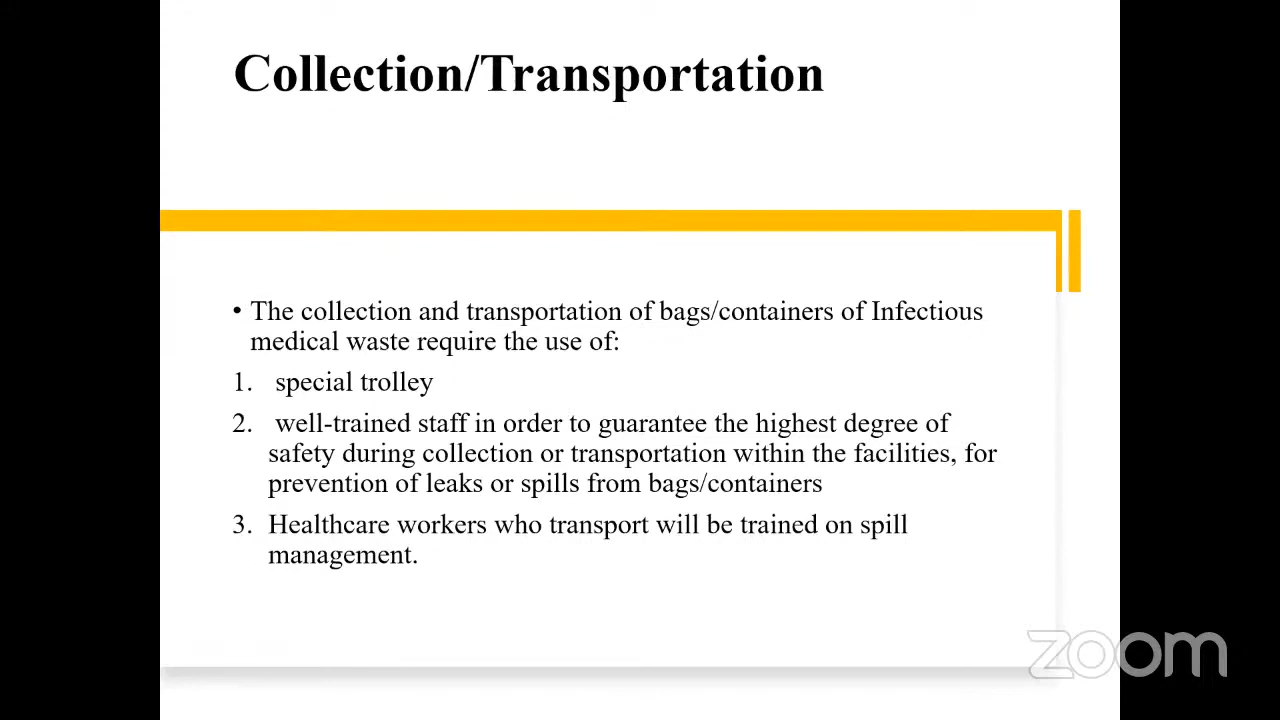 Collection/Transportation
• The collection and transportation of bags/containers of Infectious
medical waste require the use of:
1. special trolley
2. well-trained staff in order to guarantee the highest degree of
safety during collection or transportation within the facilities, for
prevention of leaks or spills from bags/containers
3. Healthcare workers who transport will be trained on spill
management.
zoom